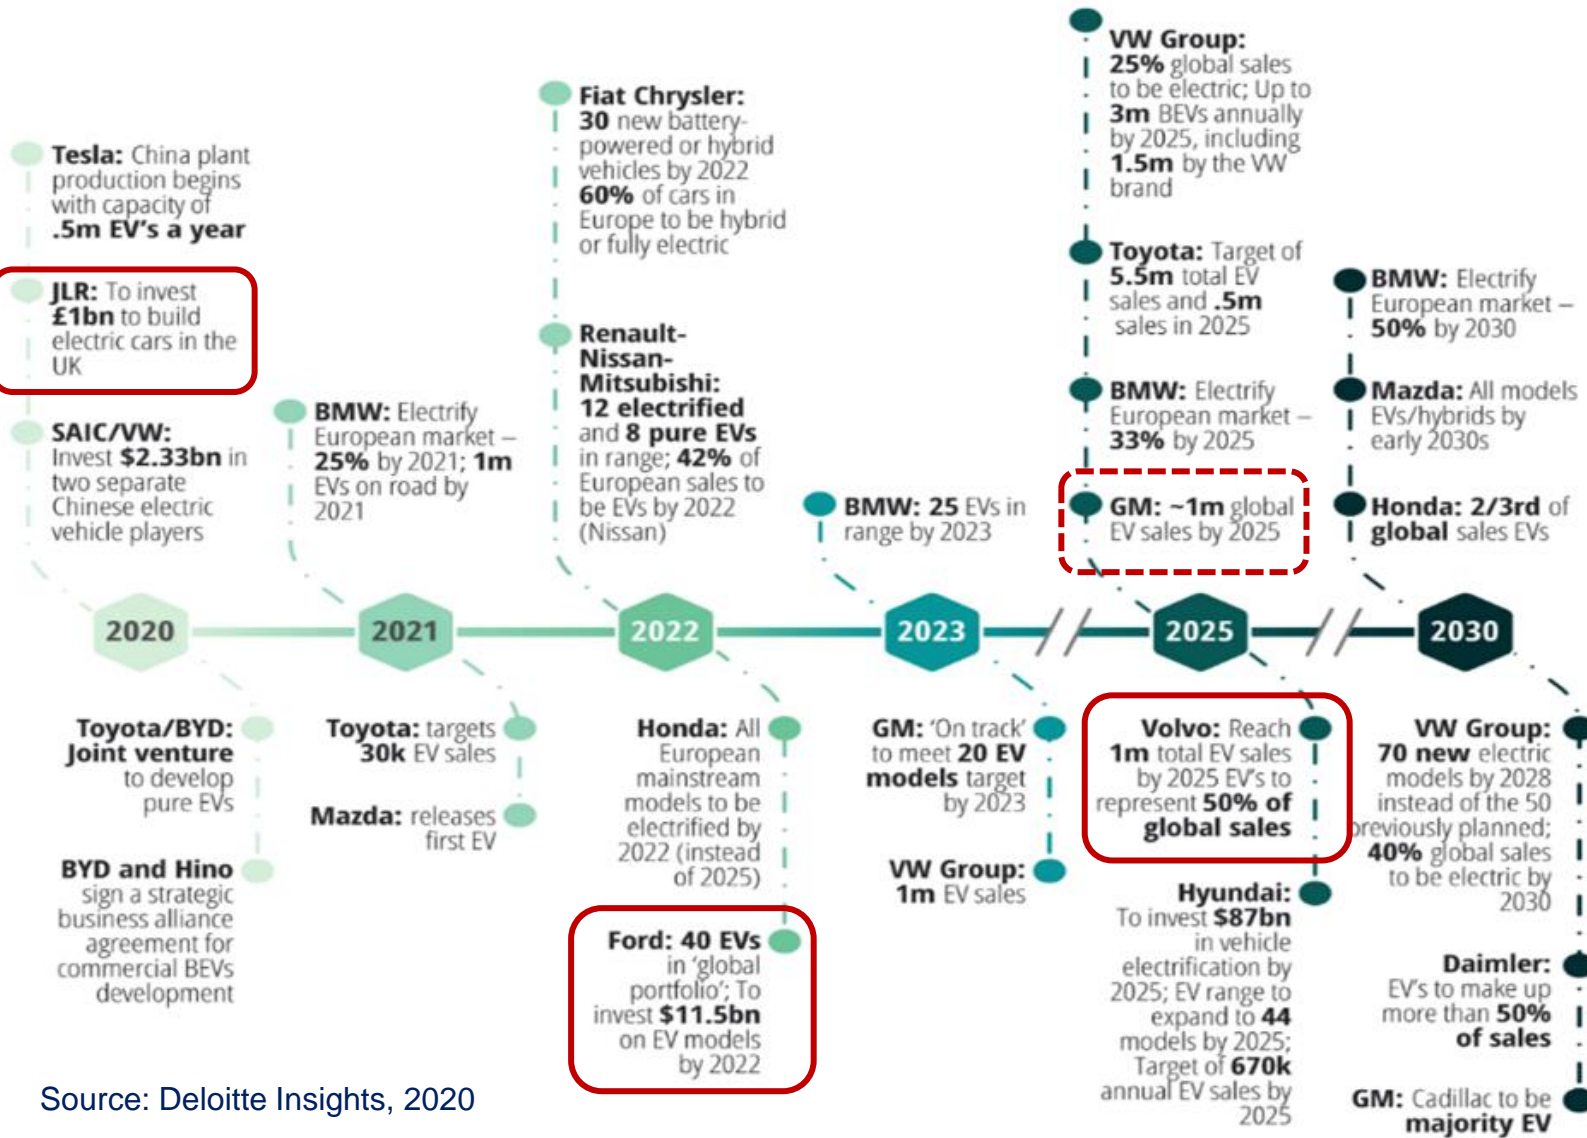 Tesla: China plant
production begins
with capacity of
.5m EV's a year
JLR: To invest
£1bn to build
electric cars in the
UK
SAIC/VW:
Invest $2.33bn in
two separate
Chinese electric
vehicle players
BMW: Electrify
European market –
25% by 2021; 1m
EVs on road by
2021
Fiat Chrysler:
30 new battery-
powered or hybrid
vehicles by 2022
60% of cars in
Europe to be hybrid
or fully electric
Renault-
Nissan-
Mitsubishi:
12 electrified
and 8 pure EVs
in range; 42% of
European sales to
be EVs by 2022
(Nissan)
BMW: 25 EVs in
range by 2023
VW Group:
25% global sales
to be electric; Up to
3m BEVs annually
by 2025, including
1.5m by the VW
brand
Toyota: Target of
5.5m total EV
sales and .5m
sales in 2025
BMW: Electrify
European market –
33% by 2025
GM: ~1m global
EV sales by 2025
BMW: Electrify
European market –
50% by 2030
Mazda: All models
EVs/hybrids by
early 2030s
Honda: 2/3rd of
global sales EVs
2020
2021
2022
2023
2025
2030
Toyota/BYD:
Joint venture
to develop
pure EVs
BYD and Hino
sign a strategic
business alliance
agreement for
commercial BEVs
development
Toyota: targets
30k EV sales
Mazda: releases
first EV
Honda: All
European
mainstream
models to be
electrified by
2022 (instead
of 2025)
Ford: 40 EVs
in 'global
portfolio'; To
invest $11.5bn
on EV models
by 2022
GM: 'On track'
to meet 20 EV
models target
by 2023
VW Group:
1m EV sales
Volvo: Reach
1m total EV sales
by 2025 EV's to
represent 50% of
global sales
Hyundai:
To invest $87bn
in vehicle
electrification by
2025; EV range to
expand to 44
models by 2025;
Target of 670k
annual EV sales by
2025
VW Group:
70 new electric
models by 2028
instead of the 50
previously planned;
40% global sales
to be electric by
2030
Daimler:
EV's to make up
more than 50%
of sales
GM: Cadillac to be
majority EV
Source: Deloitte Insights, 2020